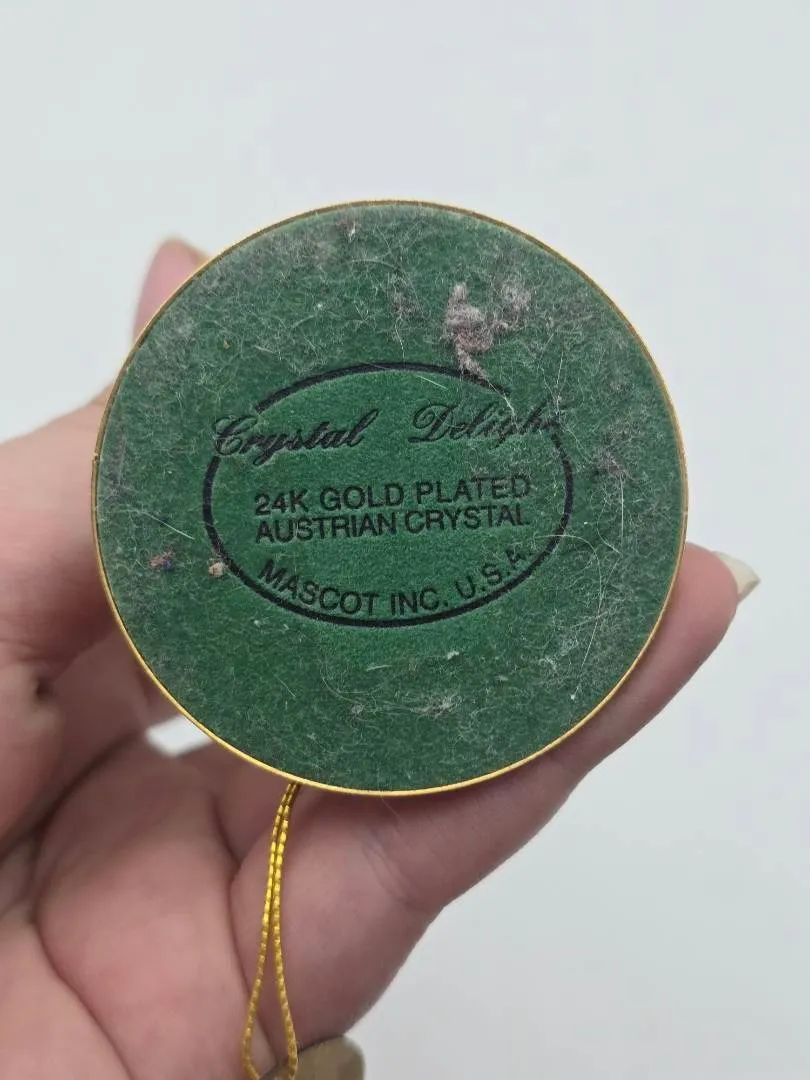 Crystal Delight
24K GOLD PLATED
AUSTRIAN CRYSTAL
MASCOT INC. U.S.A.